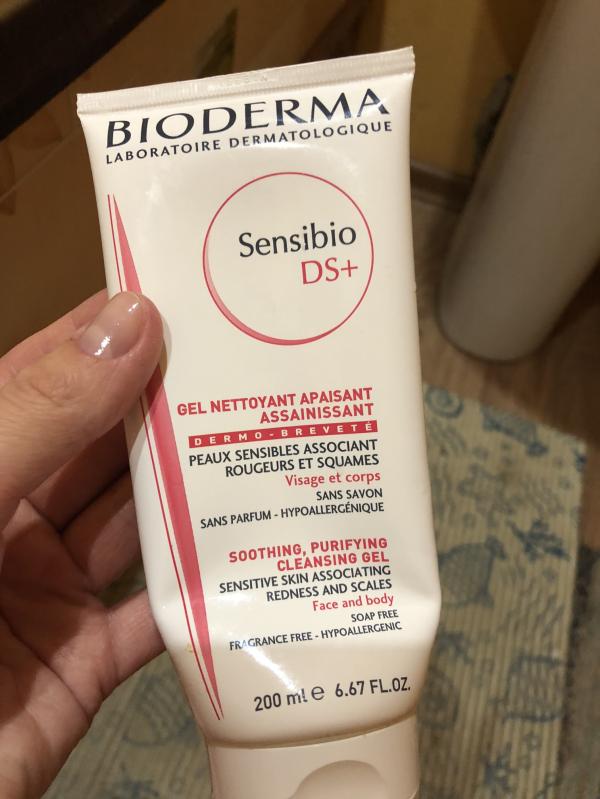 BIODERMA
LABORATOIRE DERMATOLOGIQUE
Sensibio
DS+
GEL NETTOYANT APAISANT
ASSAINISSANT
DERMO-BREVETÉ
PEAUX SENSIBLES ASSOCIANT
ROUGEURS ET SQUAMES
Visage et corps
SANS SAVON
SANS PARFUM - HYPOALLERGÉNIQUE
SOOTHING, PURIFYING
CLEANSING GEL
SENSITIVE SKIN ASSOCIATING
REDNESS AND SCALES
Face and body
SOAP FREE
FRAGRANCE FREE - HYPOALLERGENIC
200 ml e 6.67 FL.OZ.